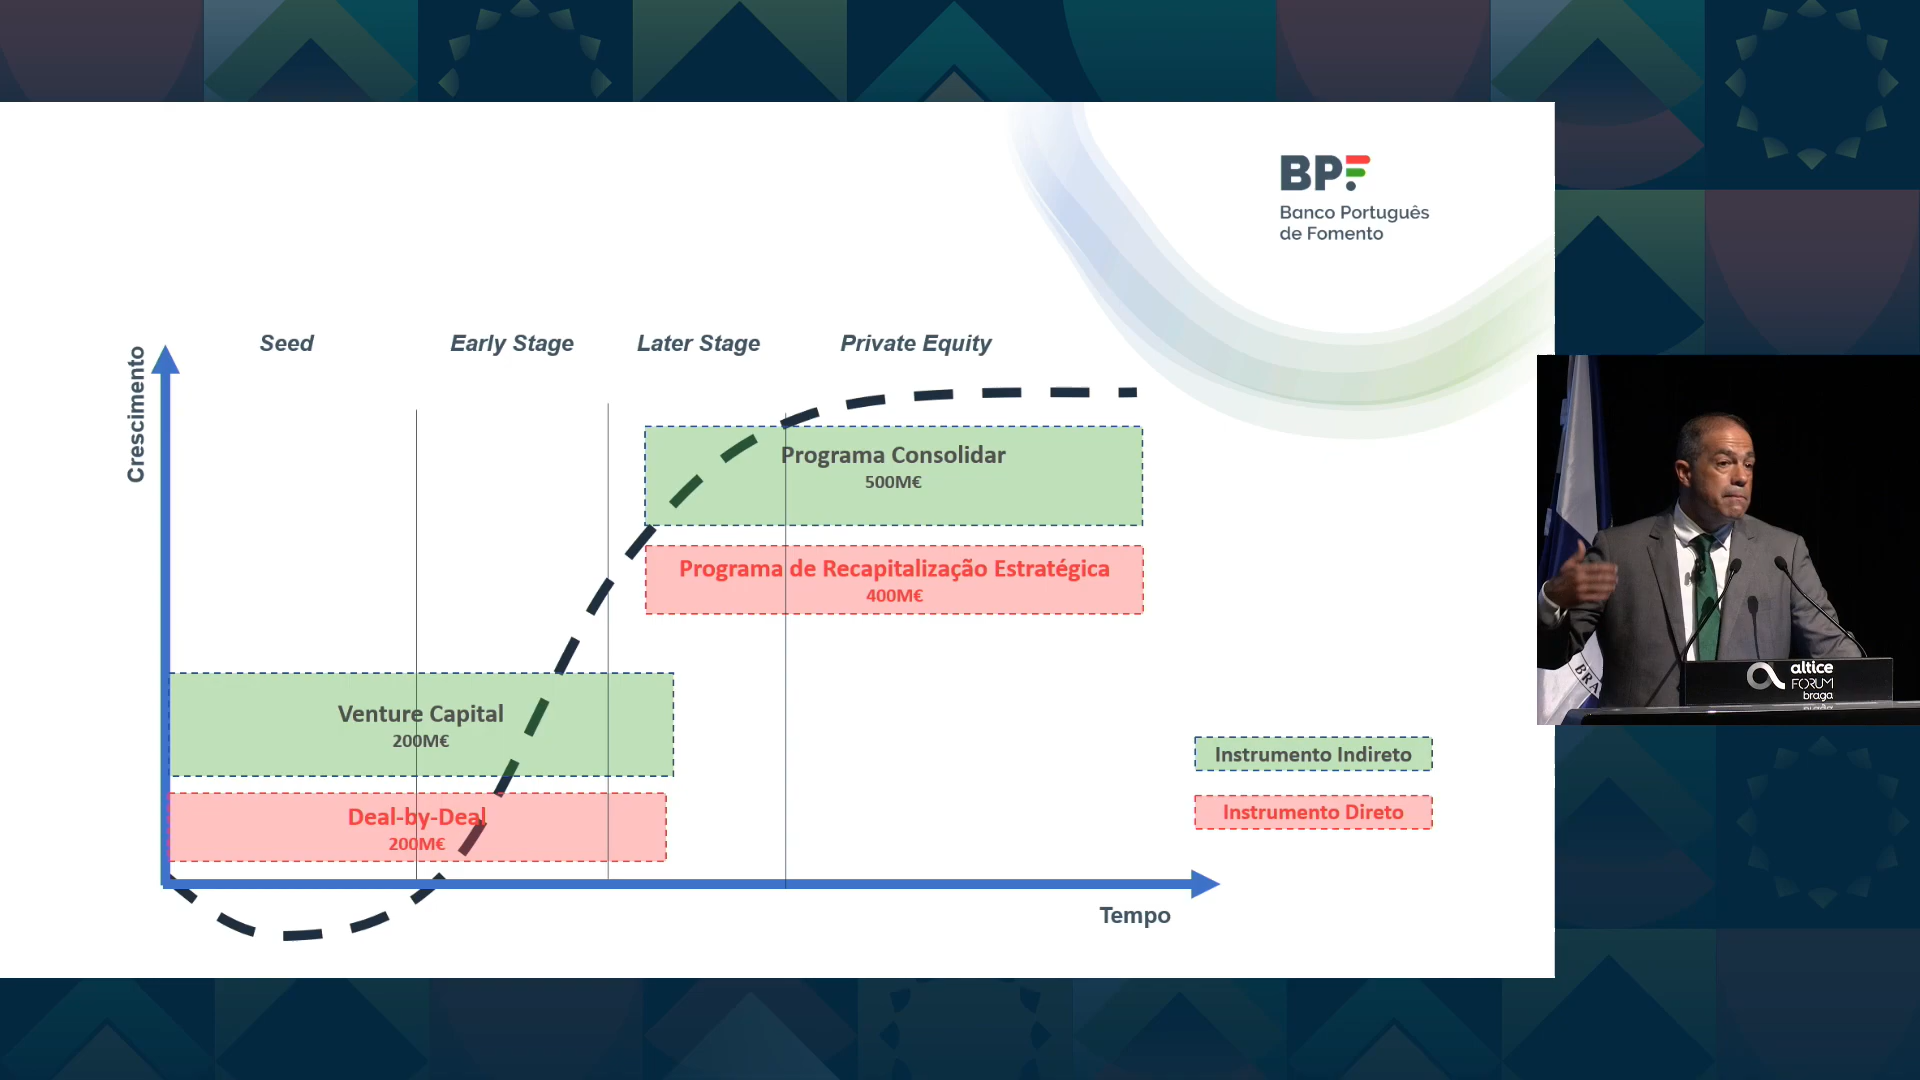 BPF
Banco Português
de Fomento
Seed
Early Stage
Later Stage
Private Equity
Crescimento
Programa Consolidar
500M€
Programa de Recapitalização Estratégica
400M€
Venture Capital
200M€
Deal-by-Deal
200M€
Instrumento Indireto
Instrumento Direto
Tempo
BRA
altice
FORUM
braga